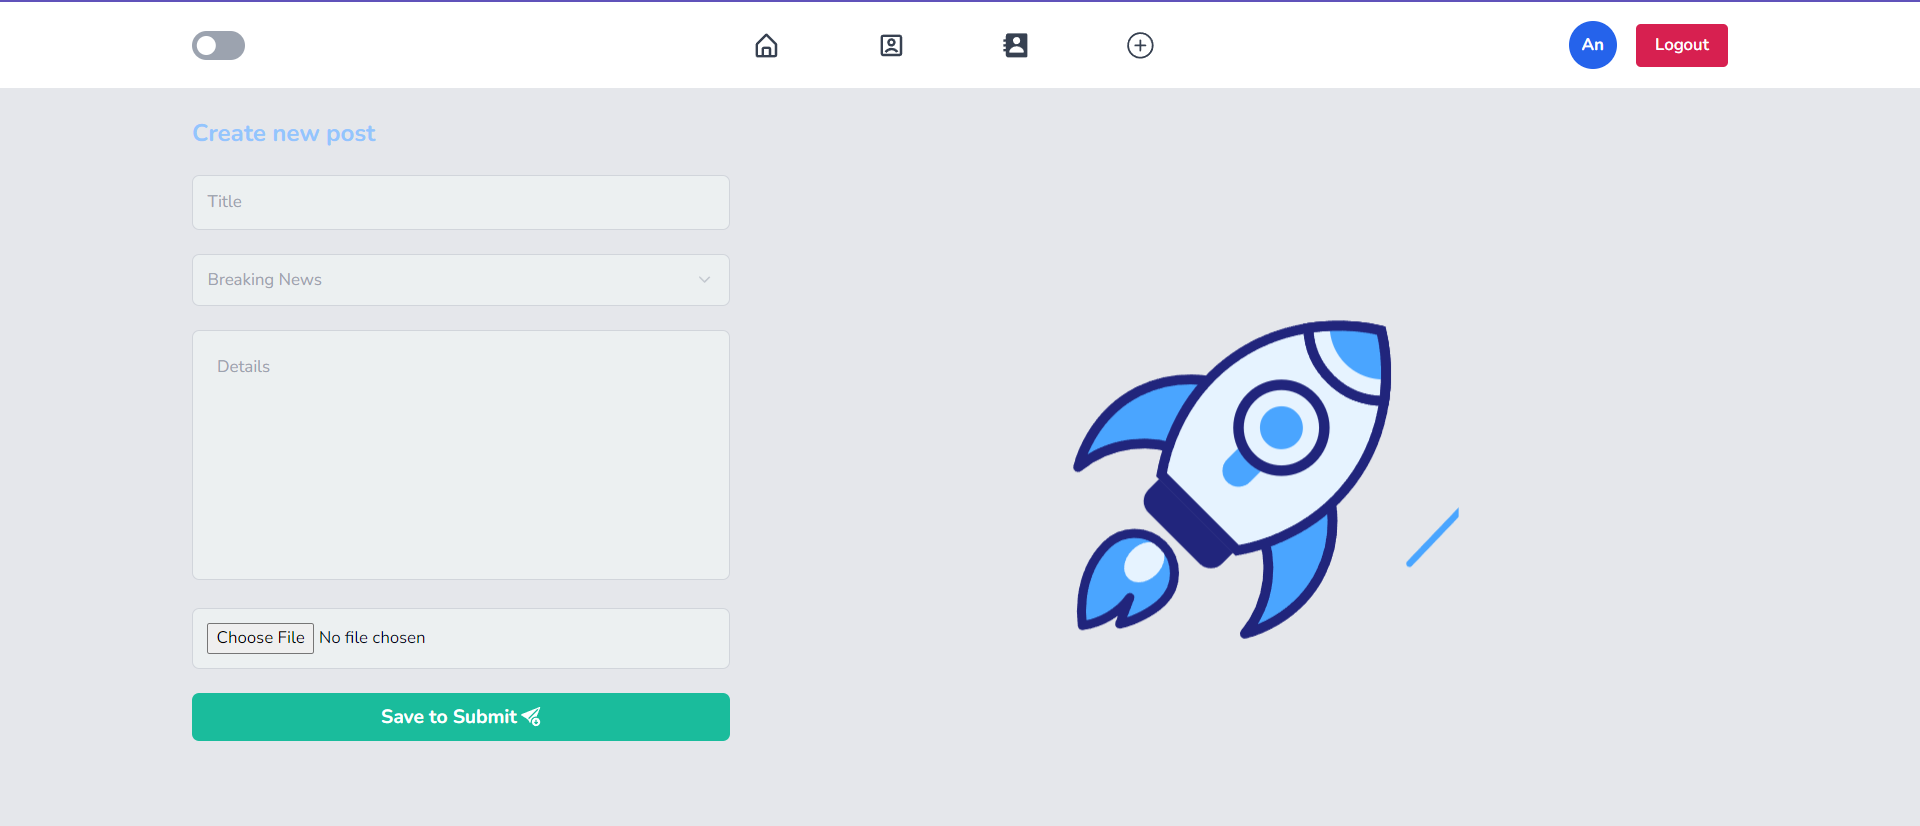 An
Logout
Create new post
Title
Breaking News
Details
Choose File No file chosen
Save to Submit